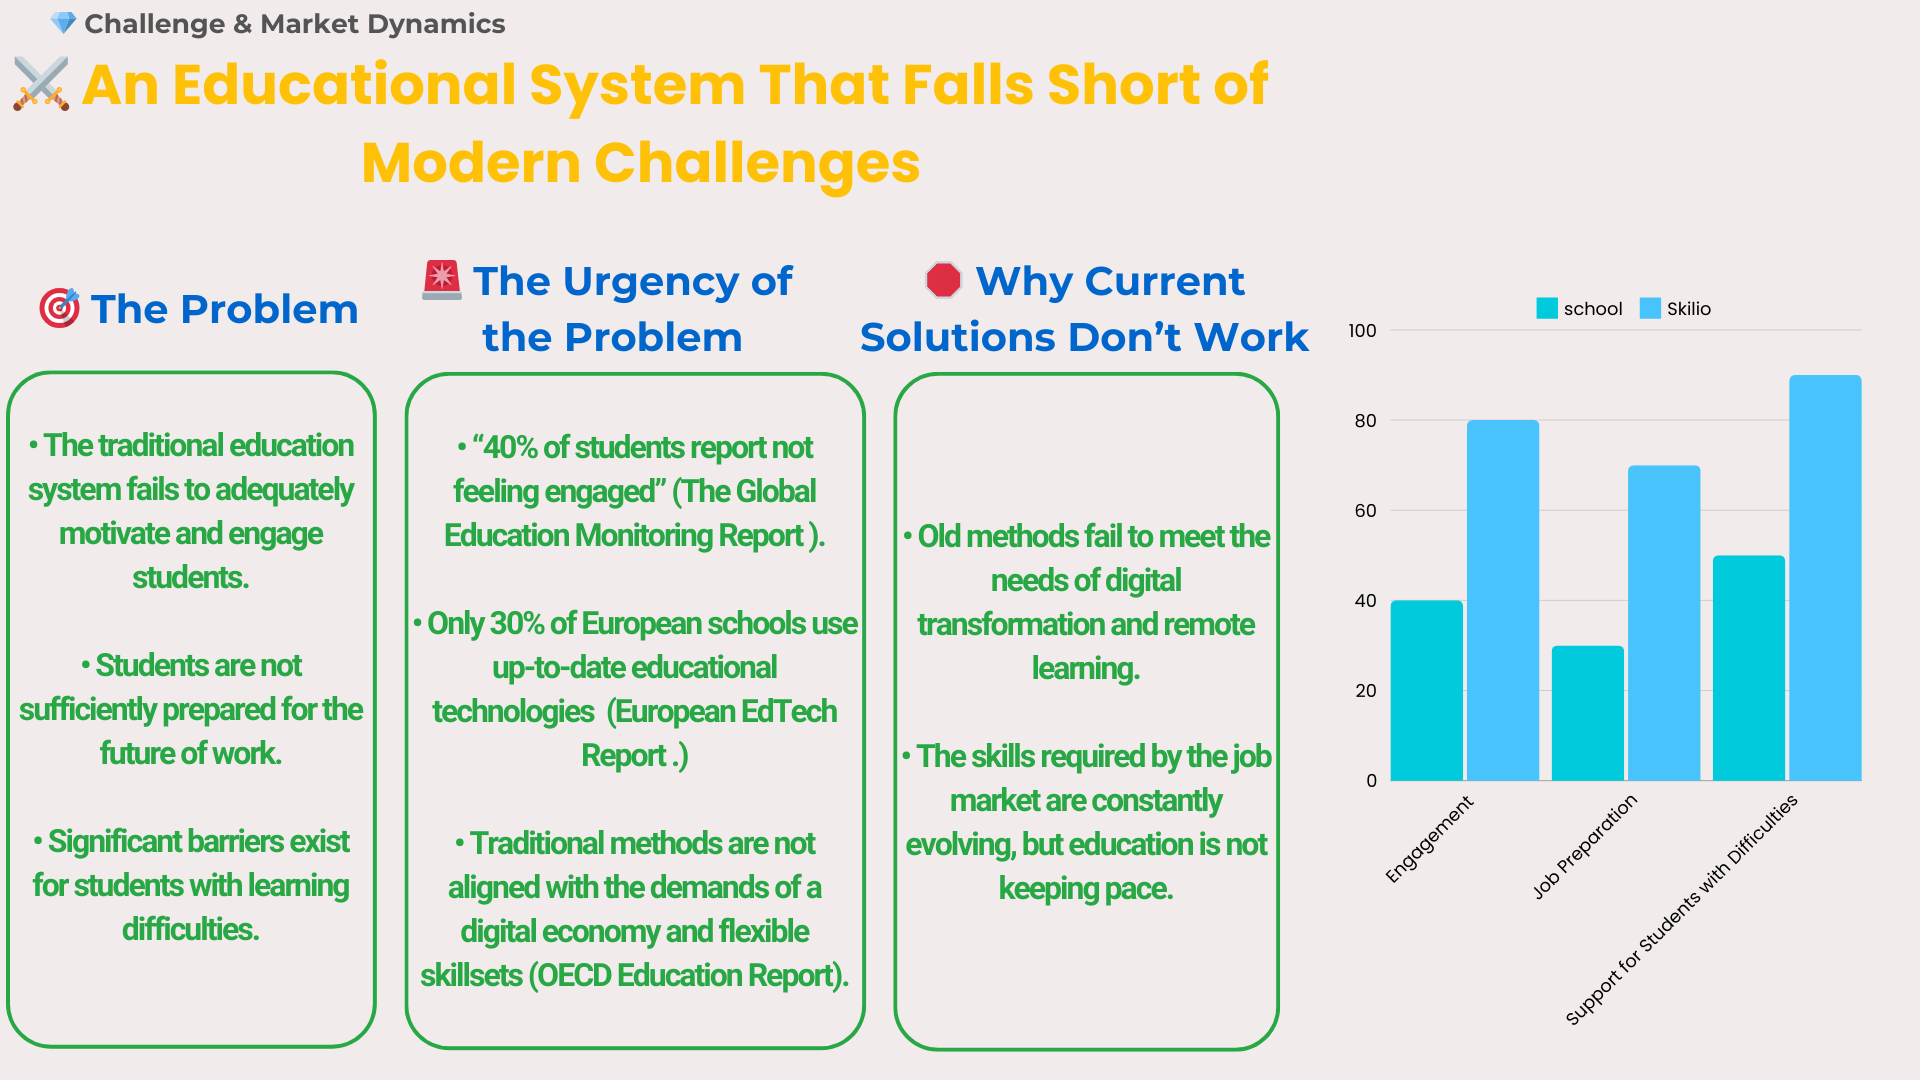 Challenge & Market Dynamics
An Educational System That Falls Short of
Modern Challenges
The Problem
• The traditional education
system fails to adequately
motivate and engage
students.
• Students are not
sufficiently prepared for the
future of work.
• Significant barriers exist
for students with learning
difficulties.
The Urgency of
the Problem
• “40% of students report not
feeling engaged” (The Global
Education Monitoring Report ).
• Only 30% of European schools use
up-to-date educational
technologies  (European EdTech
Report .)
• Traditional methods are not
aligned with the demands of a
digital economy and flexible
skillsets (OECD Education Report).
Why Current
Solutions Don’t Work
• Old methods fail to meet the
needs of digital
transformation and remote
learning.
• The skills required by the job
market are constantly
evolving, but education is not
keeping pace.
school Skilio
100
80
60
40
20
0
Engagement
Job Preparation
Support for Students with Difficulties